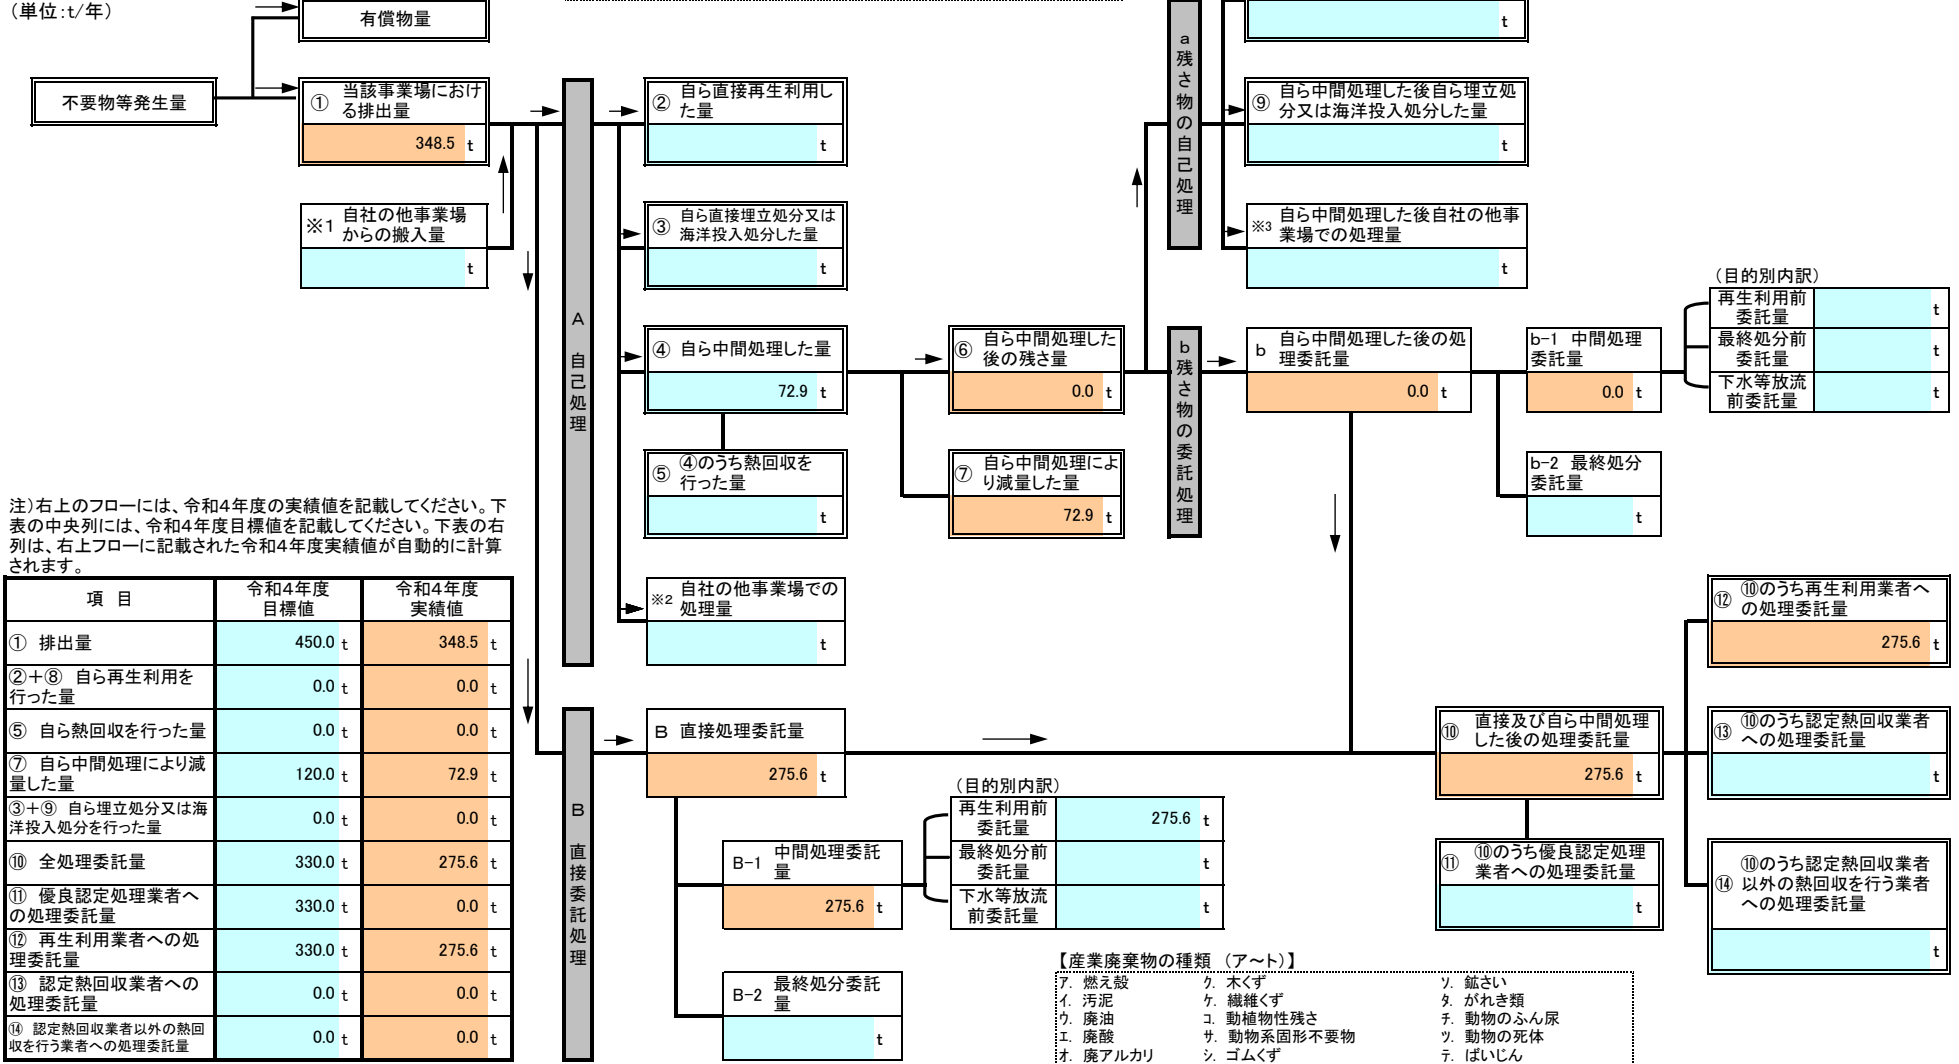 （単位:t/年）
有償物量
不要物等発生量
① 当該事業場におけ
る排出量
348.5 t
※1 自社の他事業場
からの搬入量
t
A 自己処理
② 自ら直接再生利用し
た量
t
③ 自ら直接埋立処分又は
海洋投入処分した量
t
④ 自ら中間処理した量
72.9 t
⑤ ④のうち熱回収を
行った量
t
※2 自社の他事業場での
処理量
t
⑥ 自ら中間処理した
後の残さ量
0.0 t
⑦ 自ら中間処理によ
り減量した量
72.9 t
a 残さ物の自己処理
t
⑨ 自ら中間処理した後自ら埋立処
分又は海洋投入処分した量
t
※3 自ら中間処理した後自社の他事
業場での処理量
t
b 残さ物の委託処理
b 自ら中間処理した後の処
理委託量
0.0 t
b-1 中間処理
委託量
0.0 t
（目的別内訳）
再生利用前
委託量 t
最終処分前
委託量 t
下水等放流
前委託量 t
b-2 最終処分
委託量
t
注）右上のフローには、令和４年度の実績値を記載してください。下
表の中央列には、令和４年度目標値を記載してください。下表の右
列は、右上フローに記載された令和４年度実績値が自動的に計算
されます。
項 目 令和４年度
目標値 令和４年度
実績値
① 排出量 450.0 t 348.5 t
②＋⑧ 自ら再生利用を
行った量 0.0 t 0.0 t
⑤ 自ら熱回収を行った量 0.0 t 0.0 t
⑦ 自ら中間処理により減
量した量 120.0 t 72.9 t
③＋⑨ 自ら埋立処分又は海
洋投入処分を行った量 0.0 t 0.0 t
⑩ 全処理委託量 330.0 t 275.6 t
⑪ 優良認定処理業者へ
の処理委託量 330.0 t 0.0 t
⑫ 再生利用業者への処
理委託量 330.0 t 275.6 t
⑬ 認定熱回収業者への
処理委託量 0.0 t 0.0 t
⑭ 認定熱回収業者以外の熱回
収を行う業者への処理委託量 0.0 t 0.0 t
B 直接委託処理
B 直接処理委託量
275.6 t
B-1 中間処理委託
量
275.6 t
（目的別内訳）
再生利用前
委託量 275.6 t
最終処分前
委託量 t
下水等放流
前委託量 t
B-2 最終処分委託
量
t
⑩ 直接及び自ら中間処理
した後の処理委託量
275.6 t
⑪ ⑩のうち優良認定処理
業者への処理委託量
t
⑫ ⑩のうち再生利用業者へ
の処理委託量
275.6 t
⑬ ⑩のうち認定熱回収業者
への処理委託量
t
⑭ ⑩のうち認定熱回収業者
以外の熱回収を行う業者
への処理委託量
t
【産業廃棄物の種類 （ア～ト）】
ア. 燃え殻 ク. 木くず ソ. 鉱さい
イ. 汚泥 ケ. 繊維くず タ. がれき類
ウ. 廃油 コ. 動植物性残さ チ. 動物のふん尿
エ. 廃酸 サ. 動物系固形不要物 ツ. 動物の死体
オ. 廃アルカリ シ. ゴムくず テ. ばいじん